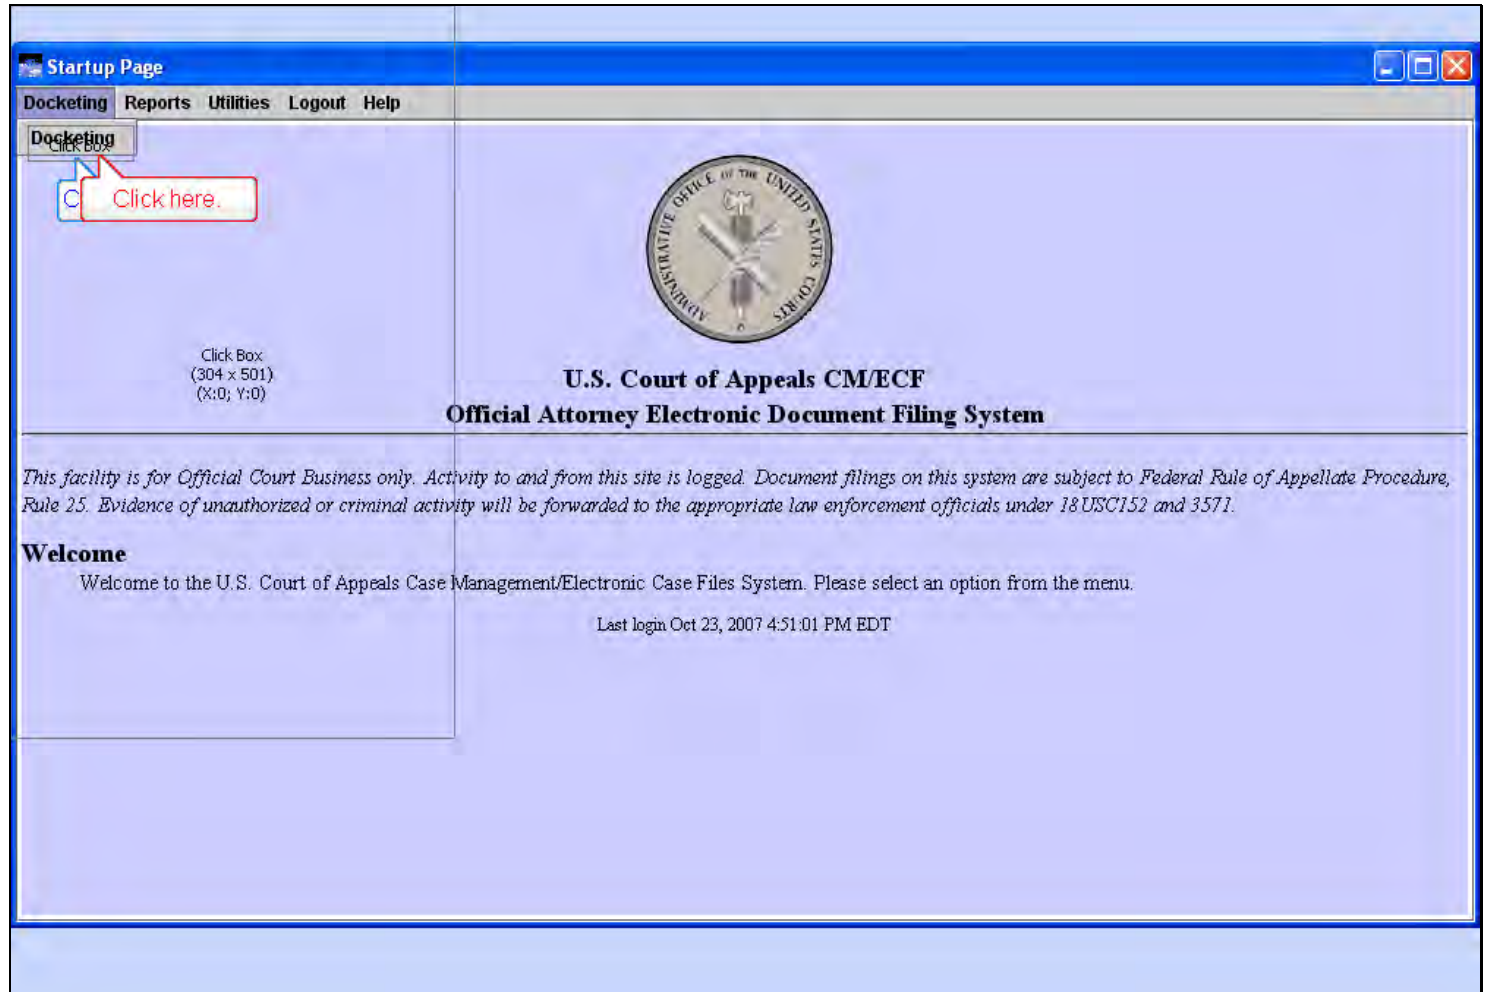 Startup Page
Docketing Reports Utilities Logout Help
Docketing
Click Box
C
Click here.
ADMINISTRATIVE OFFICE OF THE UNITED STATES COURTS
Click Box
(304 x 501)
(X:0; Y:0)
U.S. Court of Appeals CM/ECF
Official Attorney Electronic Document Filing System
This facility is for Official Court Business only. Activity to and from this site is logged. Document filings on this system are subject to Federal Rule of Appellate Procedure,
Rule 25. Evidence of unauthorized or criminal activity will be forwarded to the appropriate law enforcement officials under 18 USC152 and 3571.
Welcome
Welcome to the U.S. Court of Appeals Case Management/Electronic Case Files System. Please select an option from the menu.
Last login Oct 23, 2007 4:51:01 PM EDT